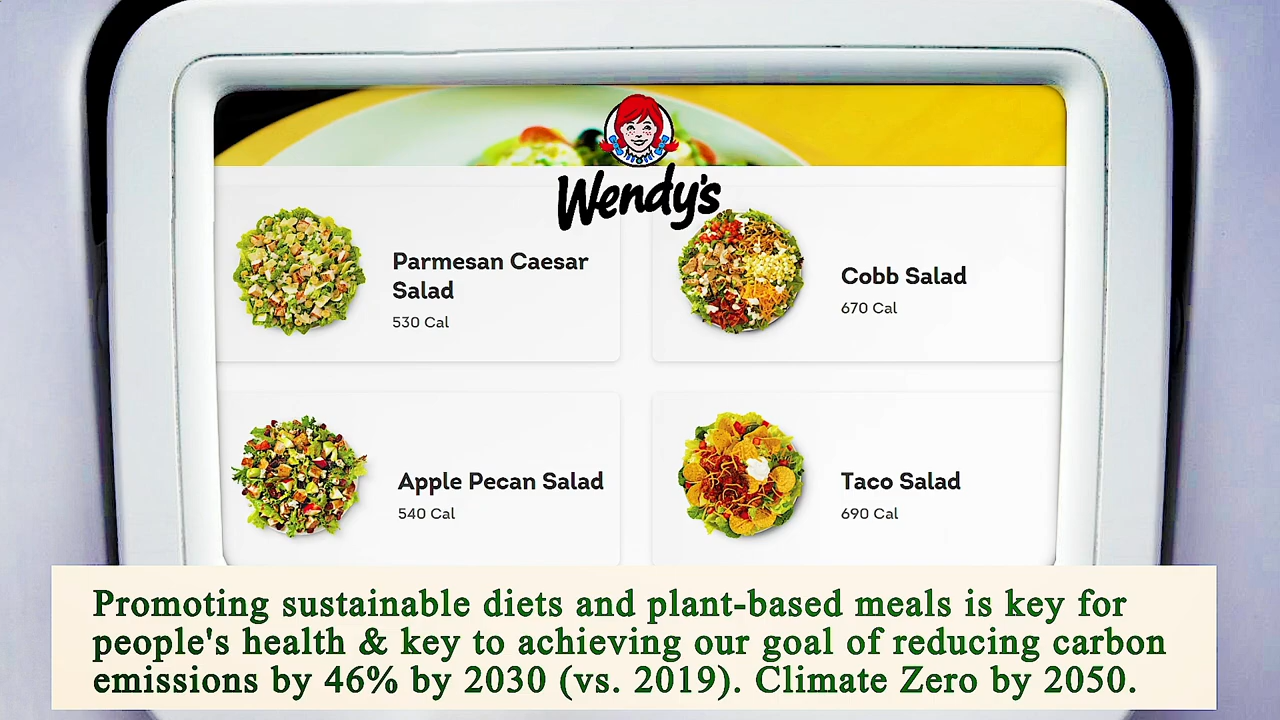 Wendy's
Parmesan Caesar
Salad
530 Cal
Cobb Salad
670 Cal
Apple Pecan Salad
540 Cal
Taco Salad
690 Cal
Promoting sustainable diets and plant-based meals is key for
people's health & key to achieving our goal of reducing carbon
emissions by 46% by 2030 (vs. 2019). Climate Zero by 2050.